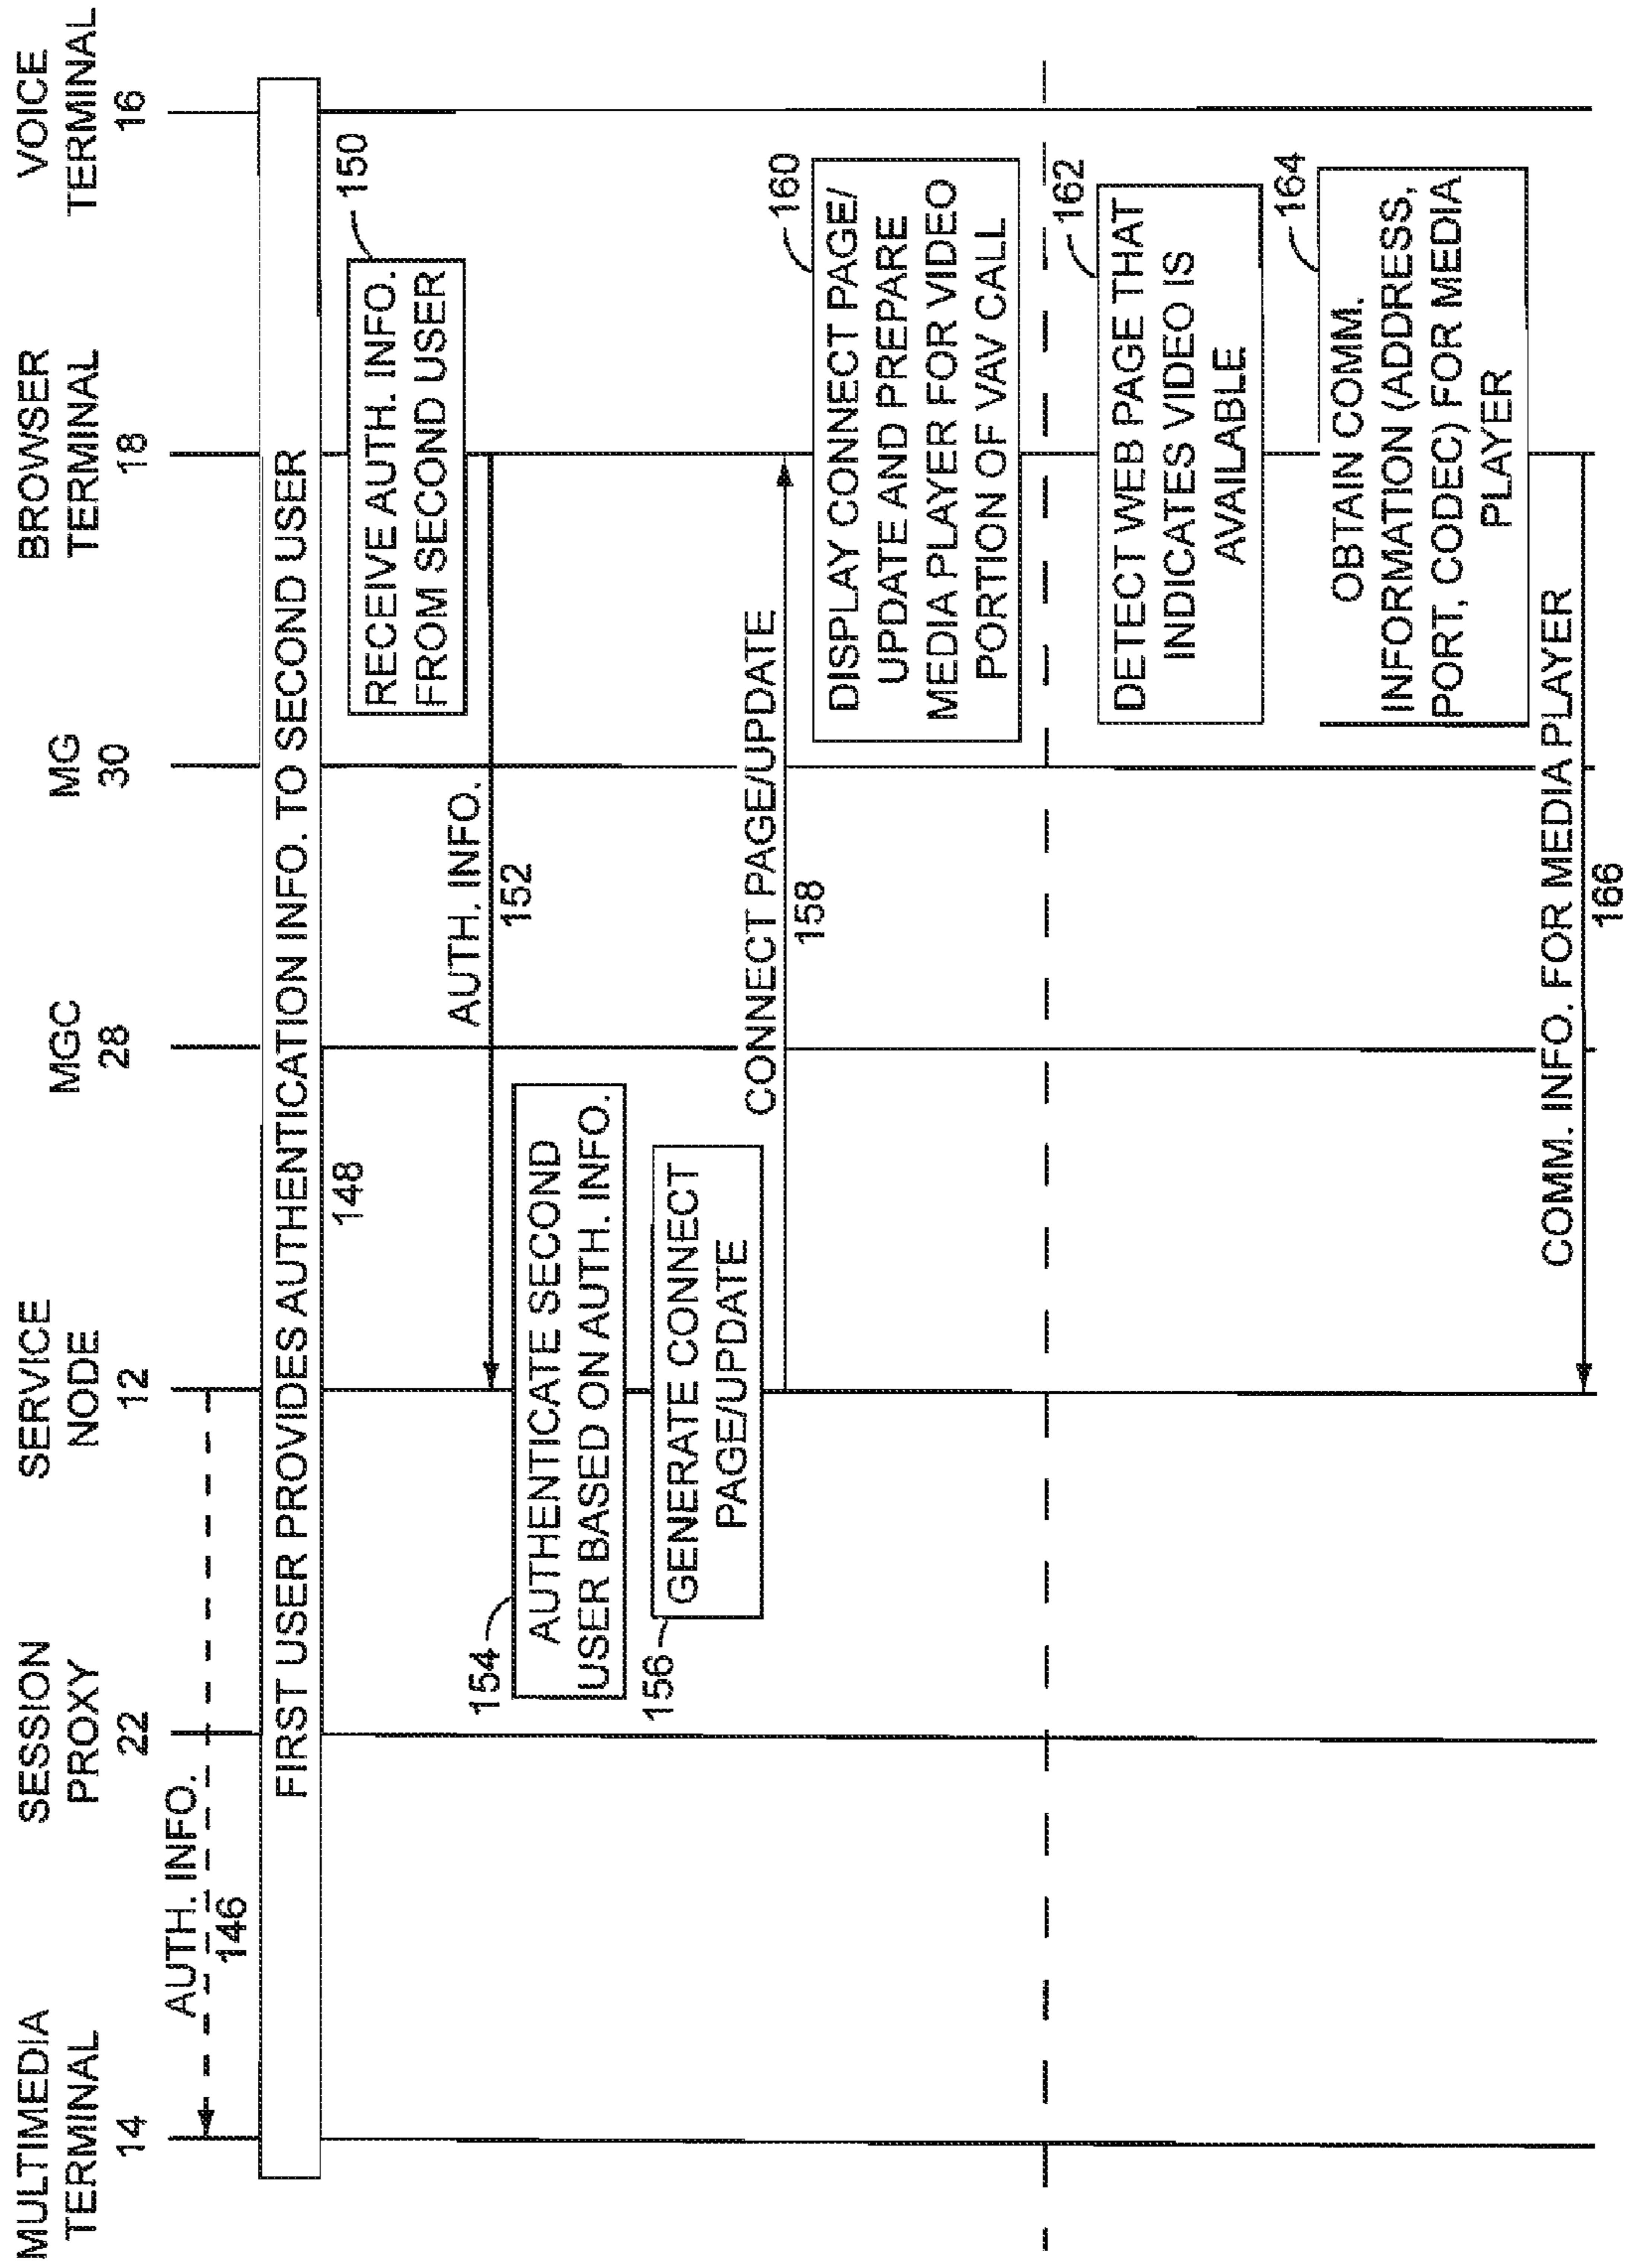 MULTIMEDIA
TERMINAL
14
SESSION
PROXY
22
SERVICE
NODE
12
MGC
28
MG
30
BROWSER
TERMINAL
18
VOICE
TERMINAL
16
AUTH. INFO.
146
FIRST USER PROVIDES AUTHENTICATION INFO. TO SECOND USER
148
150
RECEIVE AUTH. INFO.
FROM SECOND USER
AUTH. INFO.
152
154
AUTHENTICATE SECOND
USER BASED ON AUTH. INFO.
156
GENERATE CONNECT
PAGE/UPDATE
CONNECT PAGE/UPDATE
158
160
DISPLAY CONNECT PAGE/
UPDATE AND PREPARE
MEDIA PLAYER FOR VIDEO
PORTION OF VAV CALL
162
DETECT WEB PAGE THAT
INDICATES VIDEO IS
AVAILABLE
164
OBTAIN COMM.
INFORMATION (ADDRESS,
PORT, CODEC) FOR MEDIA
PLAYER
COMM. INFO. FOR MEDIA PLAYER
166